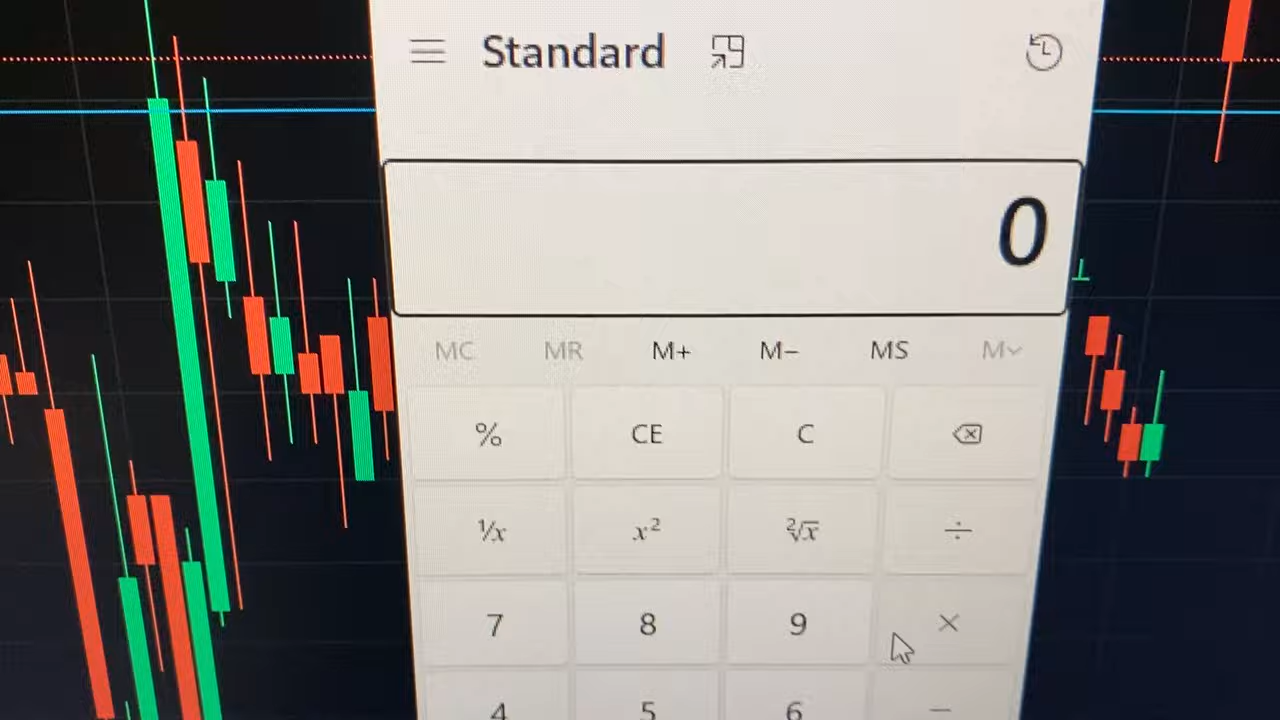 Standard
0
MC MR M+ M− MS M
% CE C
¹/x x² ²√x ÷
7 8 9 ×
4 5 6 −